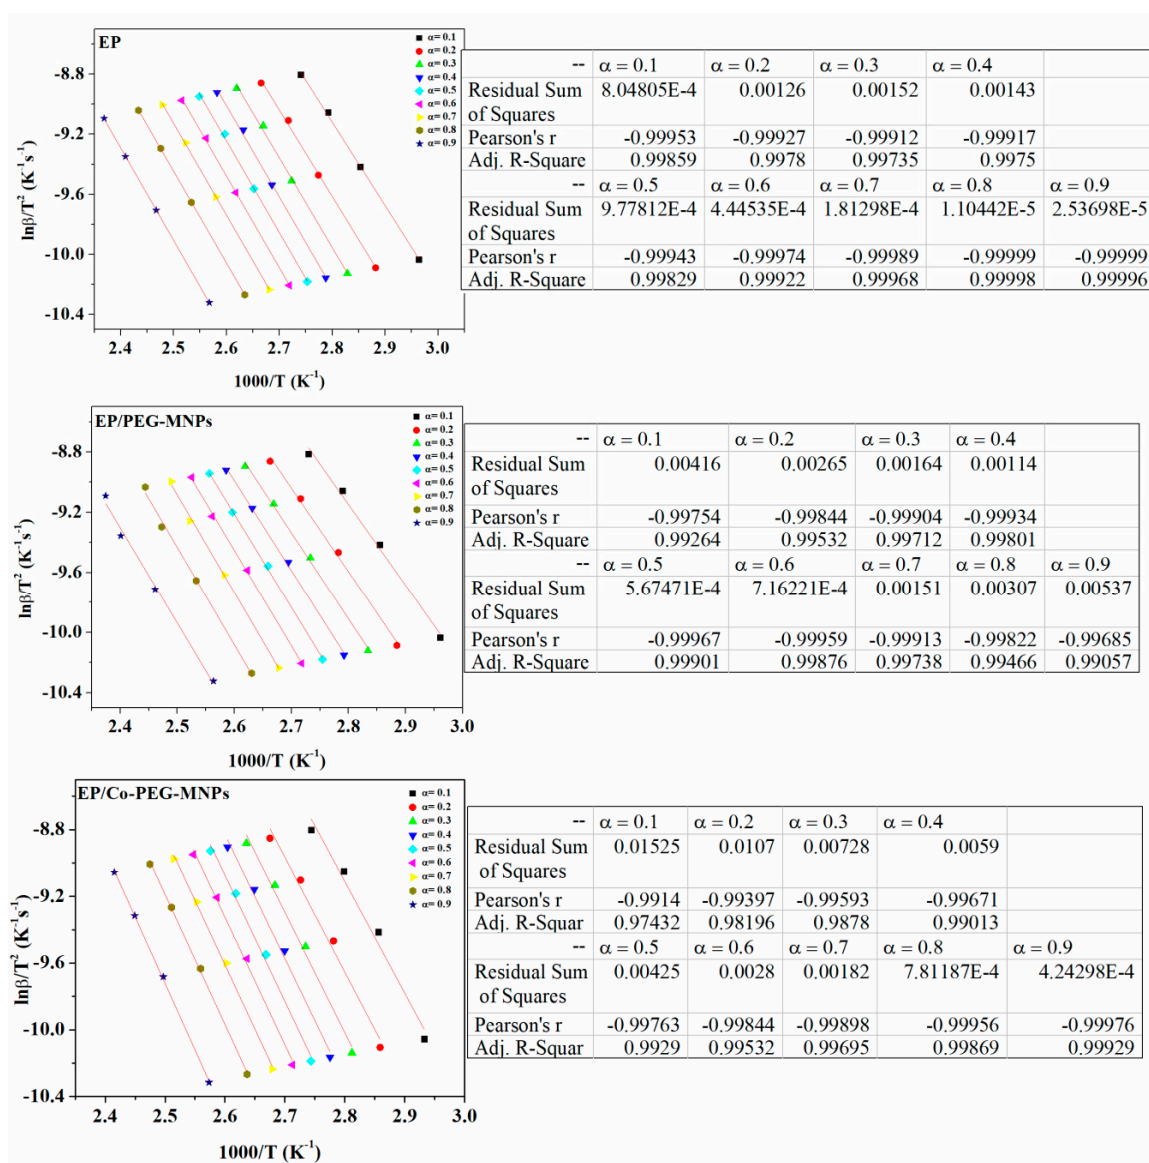 EP
α= 0.1
α= 0.2
α= 0.3
α= 0.4
α= 0.5
α= 0.6
α= 0.7
α= 0.8
α= 0.9
-8.8
-9.2
-9.6
-10.0
-10.4
lnβ/T² (K⁻¹s⁻¹)
2.4 2.5 2.6 2.7 2.8 2.9 3.0
1000/T (K⁻¹)
-- α = 0.1 α = 0.2 α = 0.3 α = 0.4
Residual Sum 8.04805E-4 0.00126 0.00152 0.00143
of Squares
Pearson's r -0.99953 -0.99927 -0.99912 -0.99917
Adj. R-Square 0.99859 0.9978 0.99735 0.9975
-- α = 0.5 α = 0.6 α = 0.7 α = 0.8 α = 0.9
Residual Sum 9.77812E-4 4.44535E-4 1.81298E-4 1.10442E-5 2.53698E-5
of Squares
Pearson's r -0.99943 -0.99974 -0.99989 -0.99999 -0.99999
Adj. R-Square 0.99829 0.99922 0.99968 0.99998 0.99996
EP/PEG-MNPs
α= 0.1
α= 0.2
α= 0.3
α= 0.4
α= 0.5
α= 0.6
α= 0.7
α= 0.8
α= 0.9
-8.8
-9.2
-9.6
-10.0
-10.4
lnβ/T² (K⁻¹s⁻¹)
2.4 2.5 2.6 2.7 2.8 2.9 3.0
1000/T (K⁻¹)
-- α = 0.1 α = 0.2 α = 0.3 α = 0.4
Residual Sum 0.00416 0.00265 0.00164 0.00114
of Squares
Pearson's r -0.99754 -0.99844 -0.99904 -0.99934
Adj. R-Square 0.99264 0.99532 0.99712 0.99801
-- α = 0.5 α = 0.6 α = 0.7 α = 0.8 α = 0.9
Residual Sum 5.67471E-4 7.16221E-4 0.00151 0.00307 0.00537
of Squares
Pearson's r -0.99967 -0.99959 -0.99913 -0.99822 -0.99685
Adj. R-Square 0.99901 0.99876 0.99738 0.99466 0.99057
EP/Co-PEG-MNPs
α= 0.1
α= 0.2
α= 0.3
α= 0.4
α= 0.5
α= 0.6
α= 0.7
α= 0.8
α= 0.9
-8.8
-9.2
-9.6
-10.0
-10.4
lnβ/T² (K⁻¹s⁻¹)
2.4 2.5 2.6 2.7 2.8 2.9 3.0
1000/T (K⁻¹)
-- α = 0.1 α = 0.2 α = 0.3 α = 0.4
Residual Sum 0.01525 0.0107 0.00728 0.0059
of Squares
Pearson's r -0.9914 -0.99397 -0.99593 -0.99671
Adj. R-Squar 0.97432 0.98196 0.9878 0.99013
-- α = 0.5 α = 0.6 α = 0.7 α = 0.8 α = 0.9
Residual Sum 0.00425 0.0028 0.00182 7.81187E-4 4.24298E-4
of Squares
Pearson's r -0.99763 -0.99844 -0.99898 -0.99956 -0.99976
Adj. R-Squar 0.9929 0.99532 0.99695 0.99869 0.99929